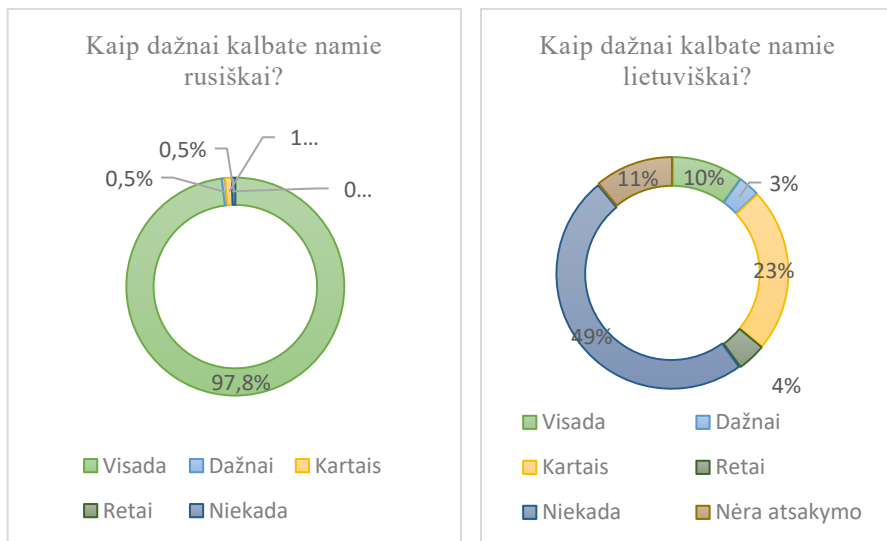 Kaip dažnai kalbate namie
rusiškai?
0,5%
1...
0,5%
0...
97,8%
Visada
Dažnai
Kartais
Retai
Niekada
Kaip dažnai kalbate namie
lietuviškai?
11%
10%
3%
23%
49%
4%
Visada
Dažnai
Kartais
Retai
Niekada
Nėra atsakymo